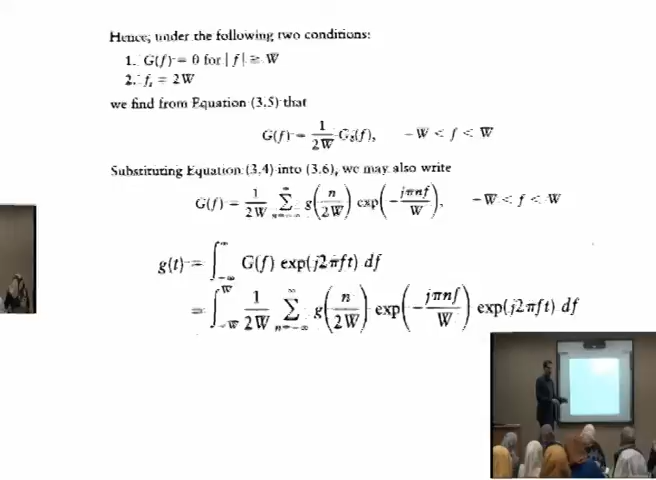 Hence, under the following two conditions:
1. G(f) = 0 for | f | ≥ W
2. fₛ = 2W
we find from Equation (3.5) that
G(f) = 1/2W G_δ(f), −W < f < W
Substituting Equation (3.4) into (3.6), we may also write
G(f) = 1/2W ∑_{n=−∞}^{∞} g(n/2W) exp(−jπnf/W), −W < f < W
g(t) = ∫_{−∞}^{∞} G(f) exp(j2πft) df
= ∫_{−W}^{W} 1/2W ∑_{n=−∞}^{∞} g(n/2W) exp(−jπnf/W) exp(j2πft) df